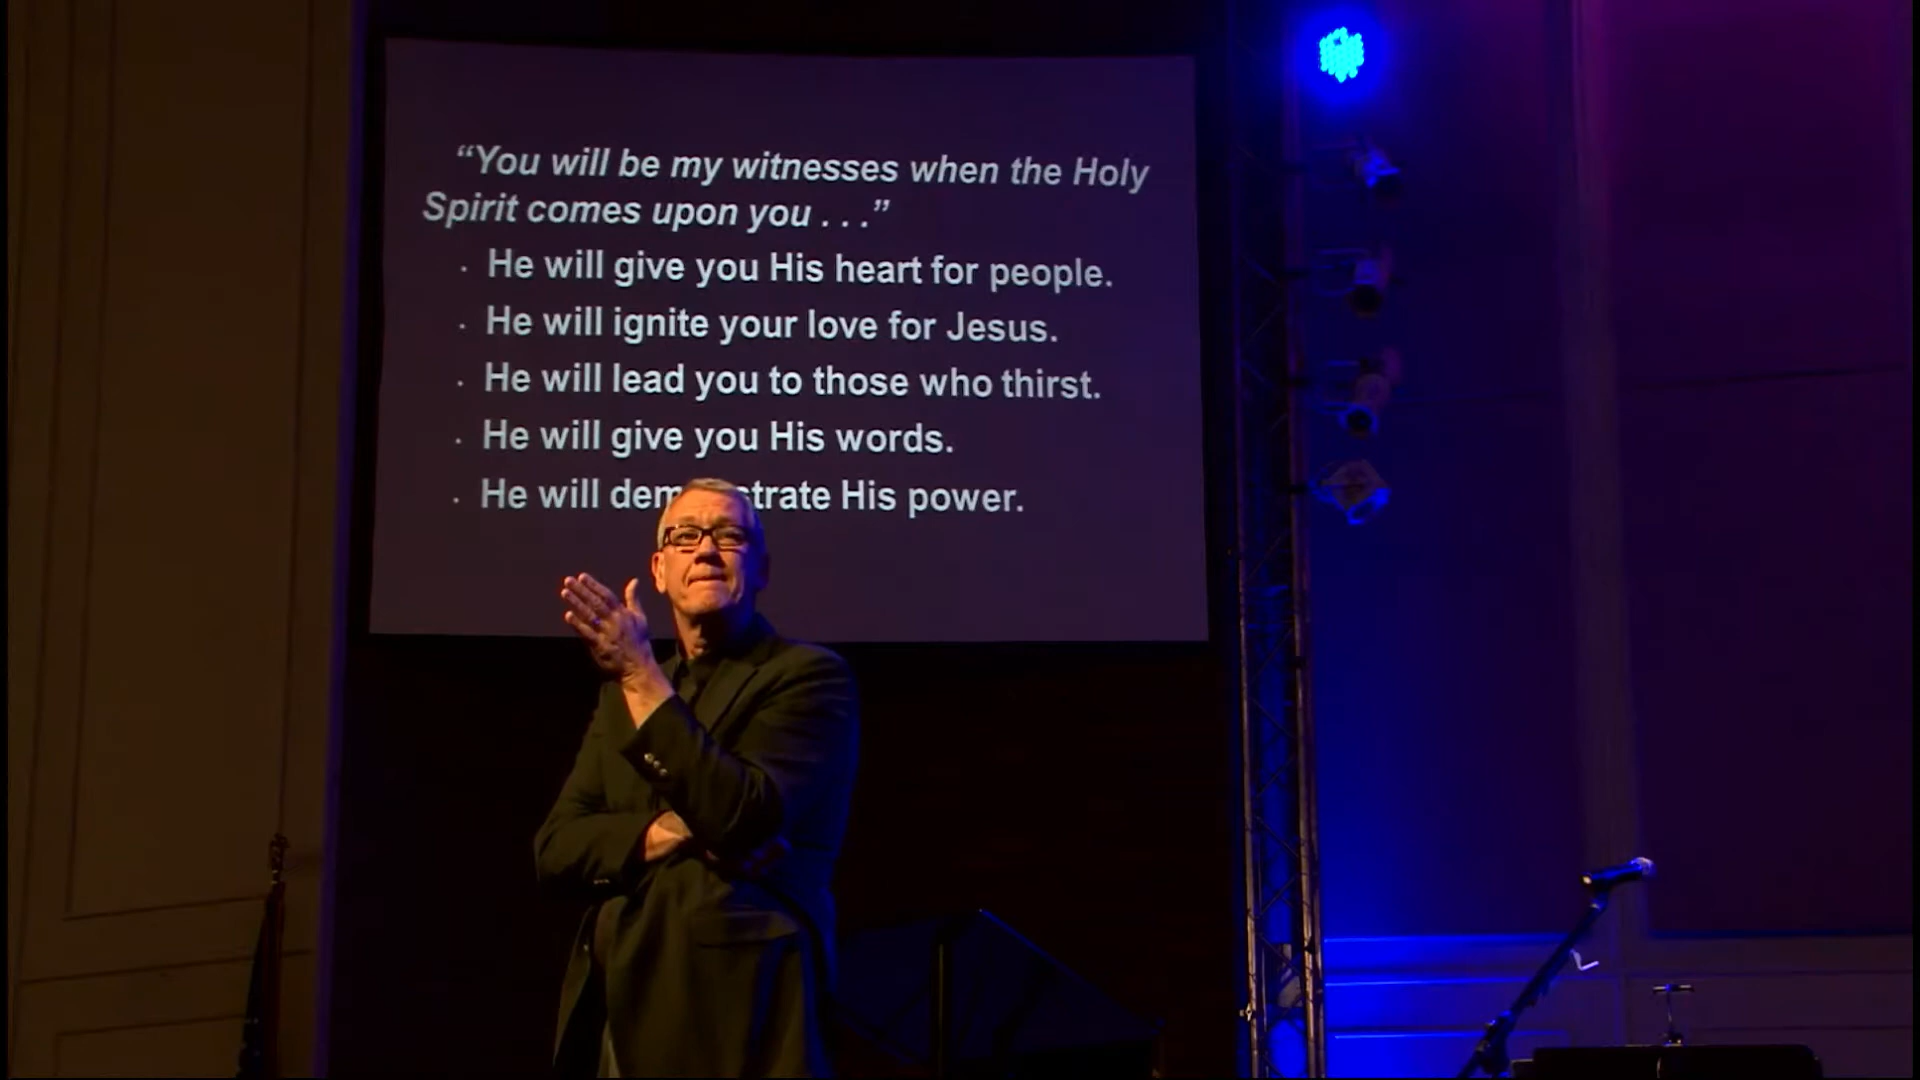 “You will be my witnesses when the Holy
Spirit comes upon you . . .”
· He will give you His heart for people.
· He will ignite your love for Jesus.
· He will lead you to those who thirst.
· He will give you His words.
· He will dem strate His power.